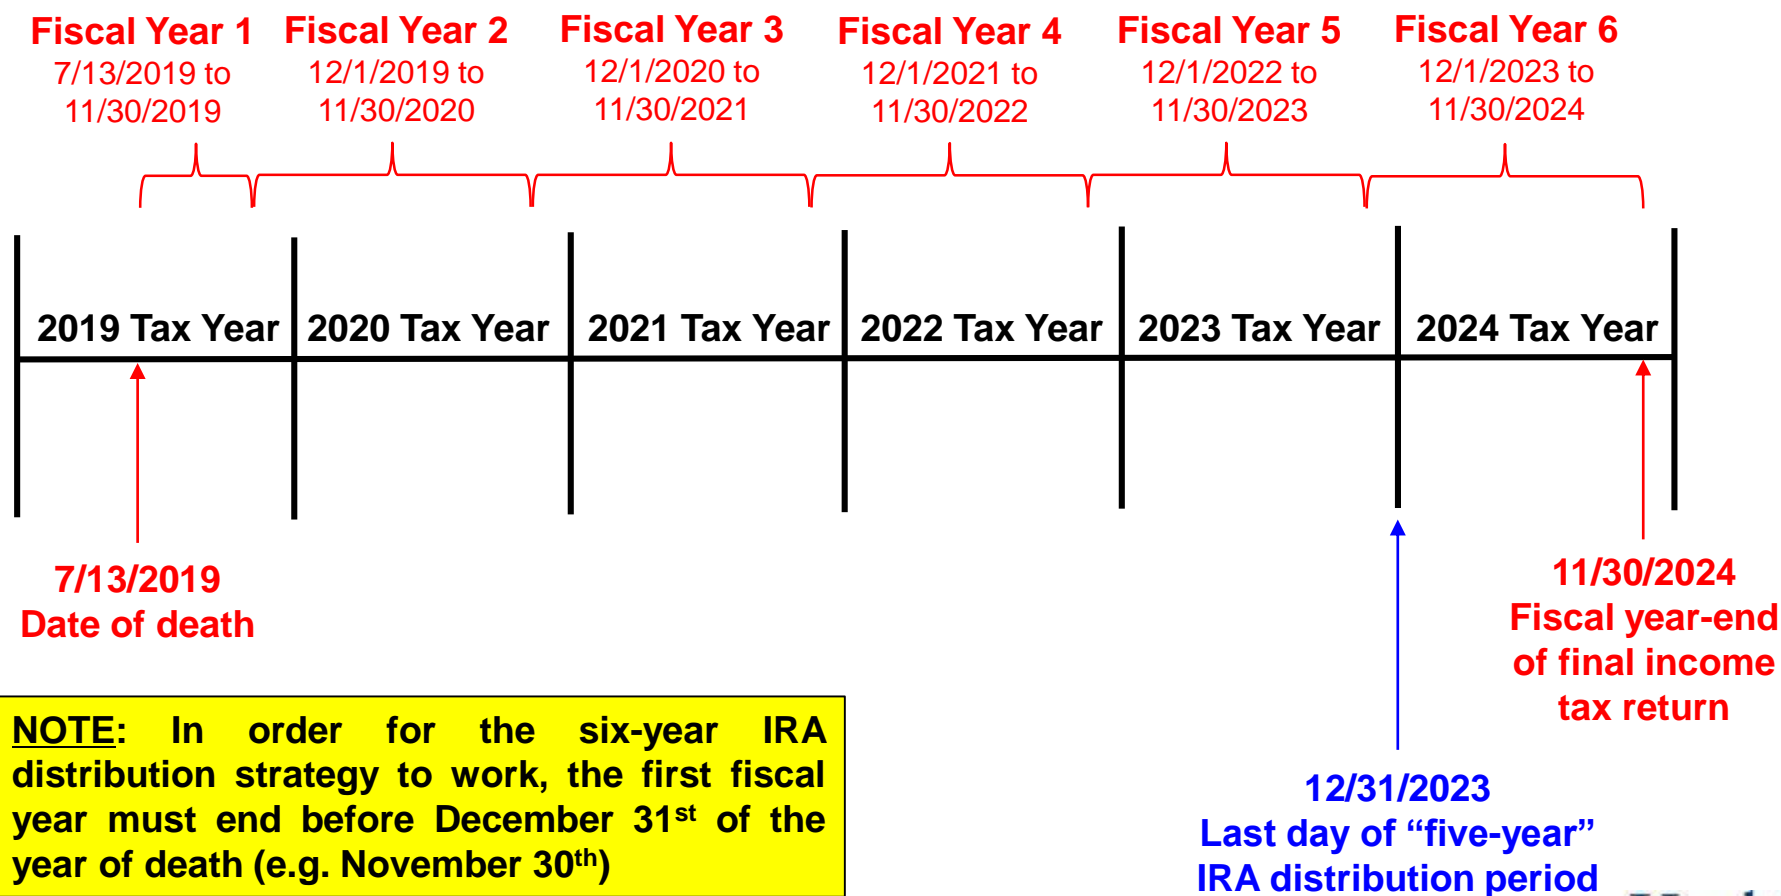 Fiscal Year 1
7/13/2019 to
11/30/2019
Fiscal Year 2
12/1/2019 to
11/30/2020
Fiscal Year 3
12/1/2020 to
11/30/2021
Fiscal Year 4
12/1/2021 to
11/30/2022
Fiscal Year 5
12/1/2022 to
11/30/2023
Fiscal Year 6
12/1/2023 to
11/30/2024
2019 Tax Year
2020 Tax Year
2021 Tax Year
2022 Tax Year
2023 Tax Year
2024 Tax Year
7/13/2019
Date of death
11/30/2024
Fiscal year-end
of final income
tax return
12/31/2023
Last day of “five-year”
IRA distribution period
NOTE: In order for the six-year IRA
distribution strategy to work, the first fiscal
year must end before December 31st of the
year of death (e.g. November 30th)